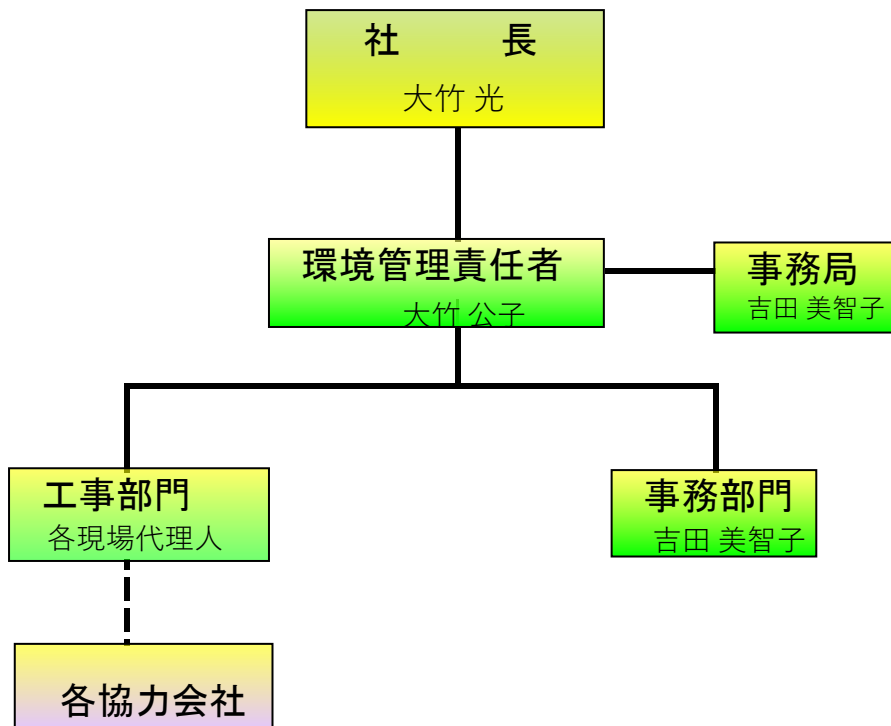 社　長
大竹 光
環境管理責任者
大竹 公子
事務局
吉田 美智子
工事部門
各現場代理人
事務部門
吉田 美智子
各協力会社